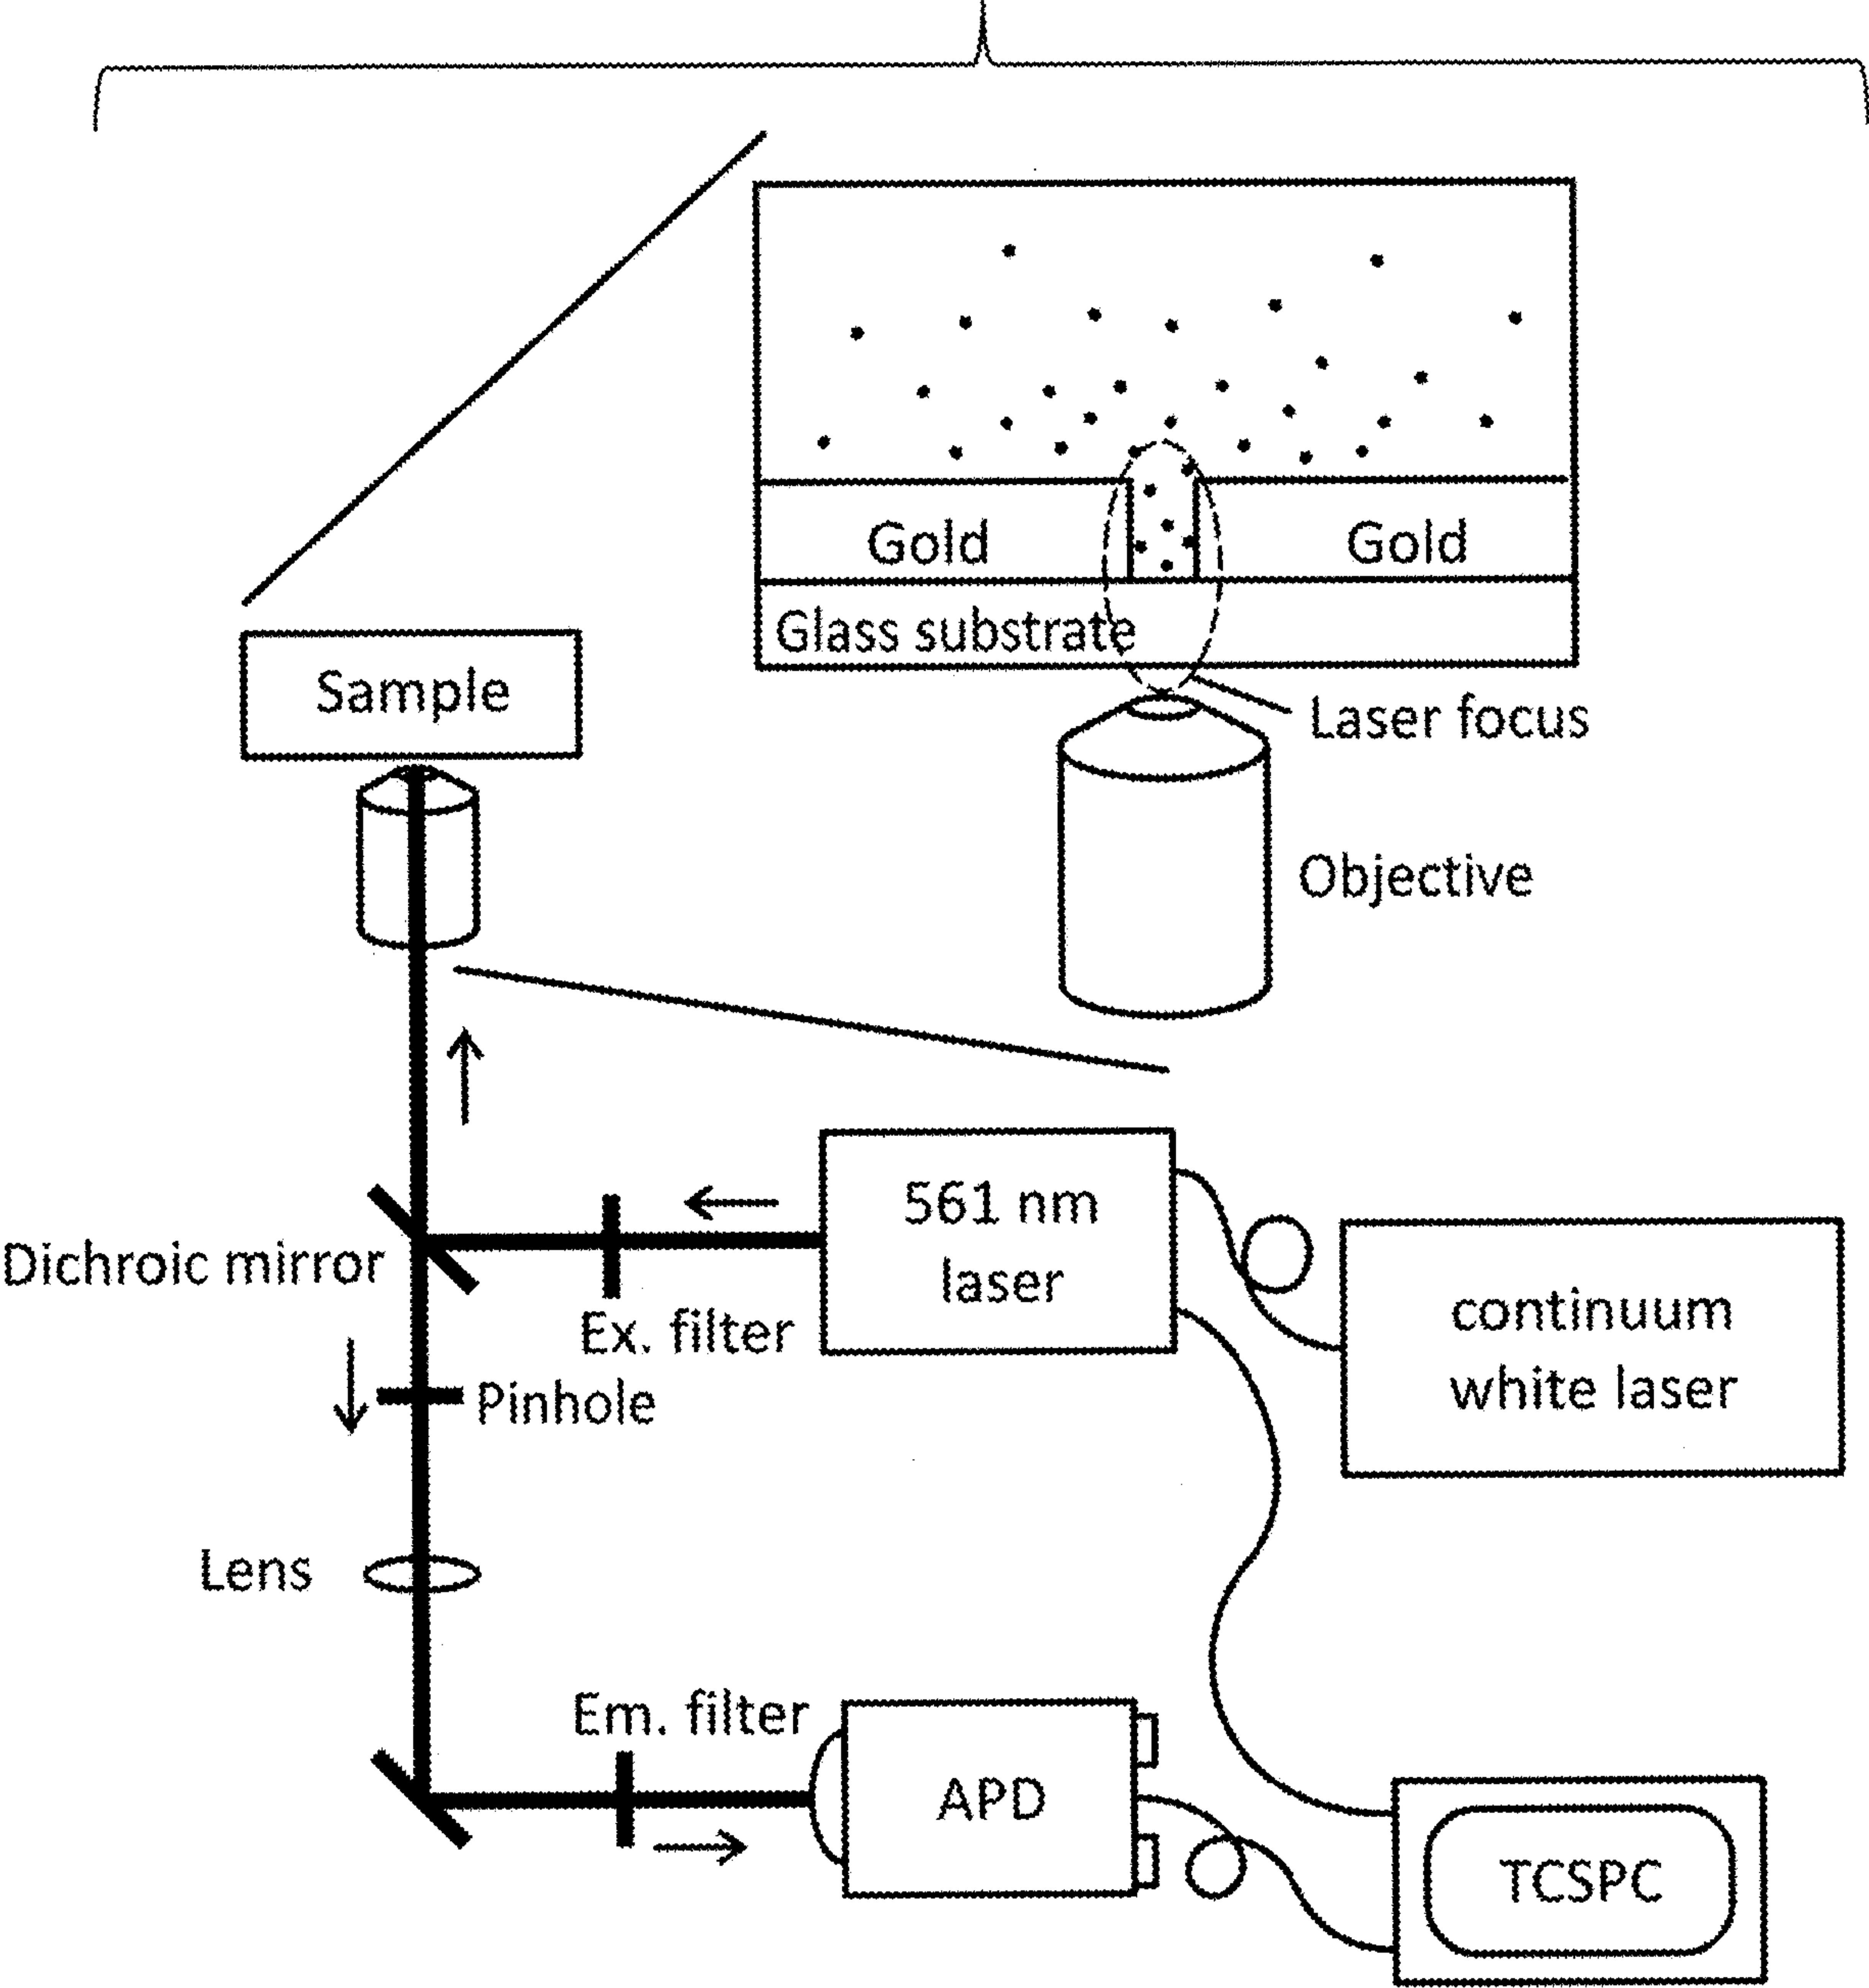 Gold
Gold
Glass substrate
Sample
Laser focus
Objective
561 nm
laser
Dichroic mirror
Ex. filter
continuum
white laser
Pinhole
Lens
Em. filter
APD
TCSPC